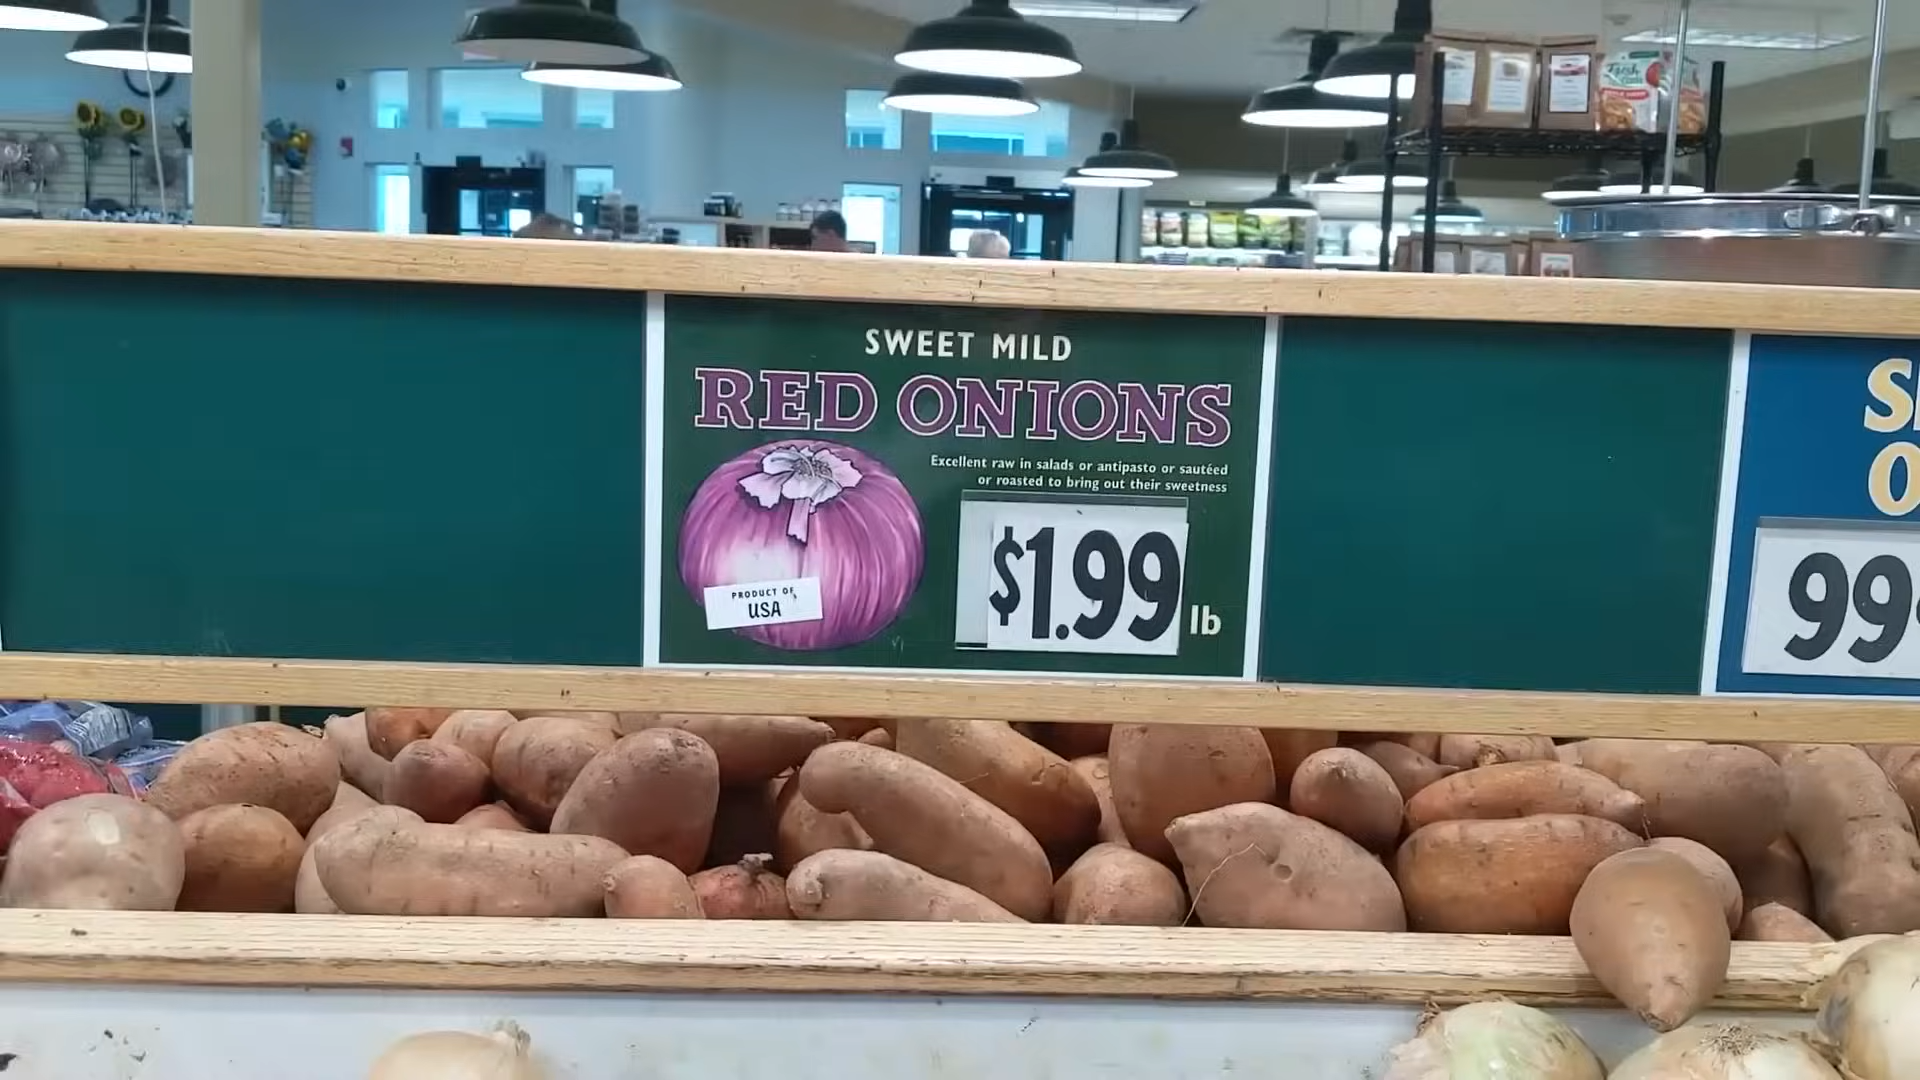 SWEET MILD
RED ONIONS
Excellent raw in salads or antipasto or sautéed
or roasted to bring out their sweetness
$1.99 lb
PRODUCT OF
USA
99